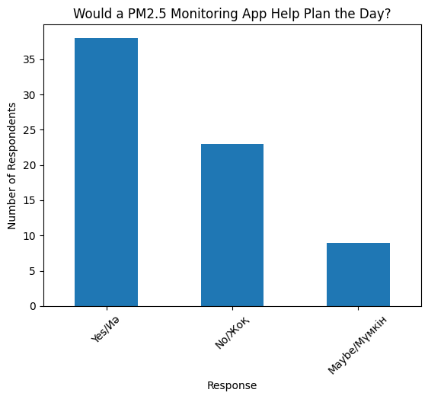 Would a PM2.5 Monitoring App Help Plan the Day?
Number of Respondents
35
30
25
20
15
10
5
0
Yes/Иә
No/Жоқ
Maybe/Мүмкін
Response